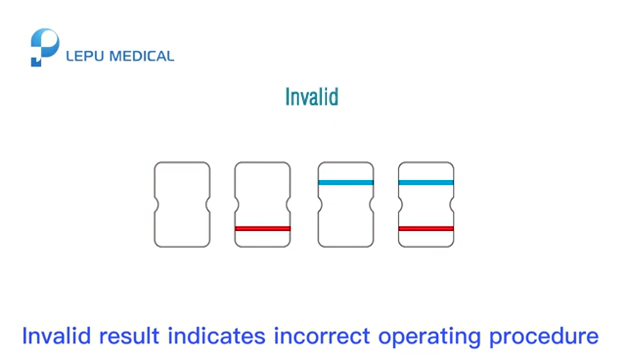 LEPU MEDICAL
Invalid
Invalid result indicates incorrect operating procedure